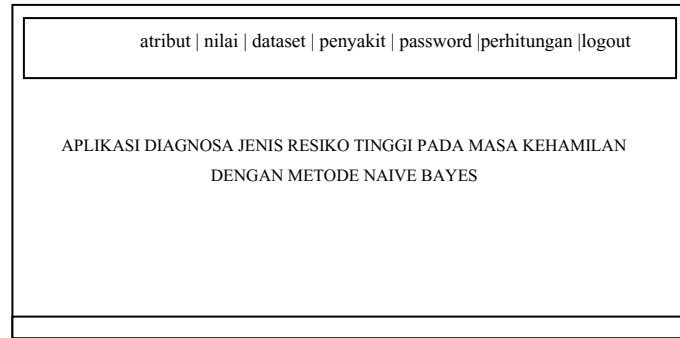 atribut | nilai | dataset | penyakit | password |perhitungan |logout
APLIKASI DIAGNOSA JENIS RESIKO TINGGI PADA MASA KEHAMILAN
DENGAN METODE NAIVE BAYES